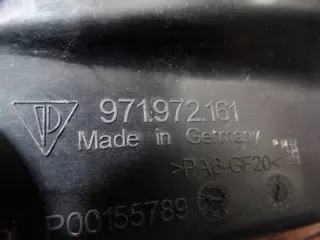 971.972.161
Made in Germany
>PA6-GF20<
P00155789